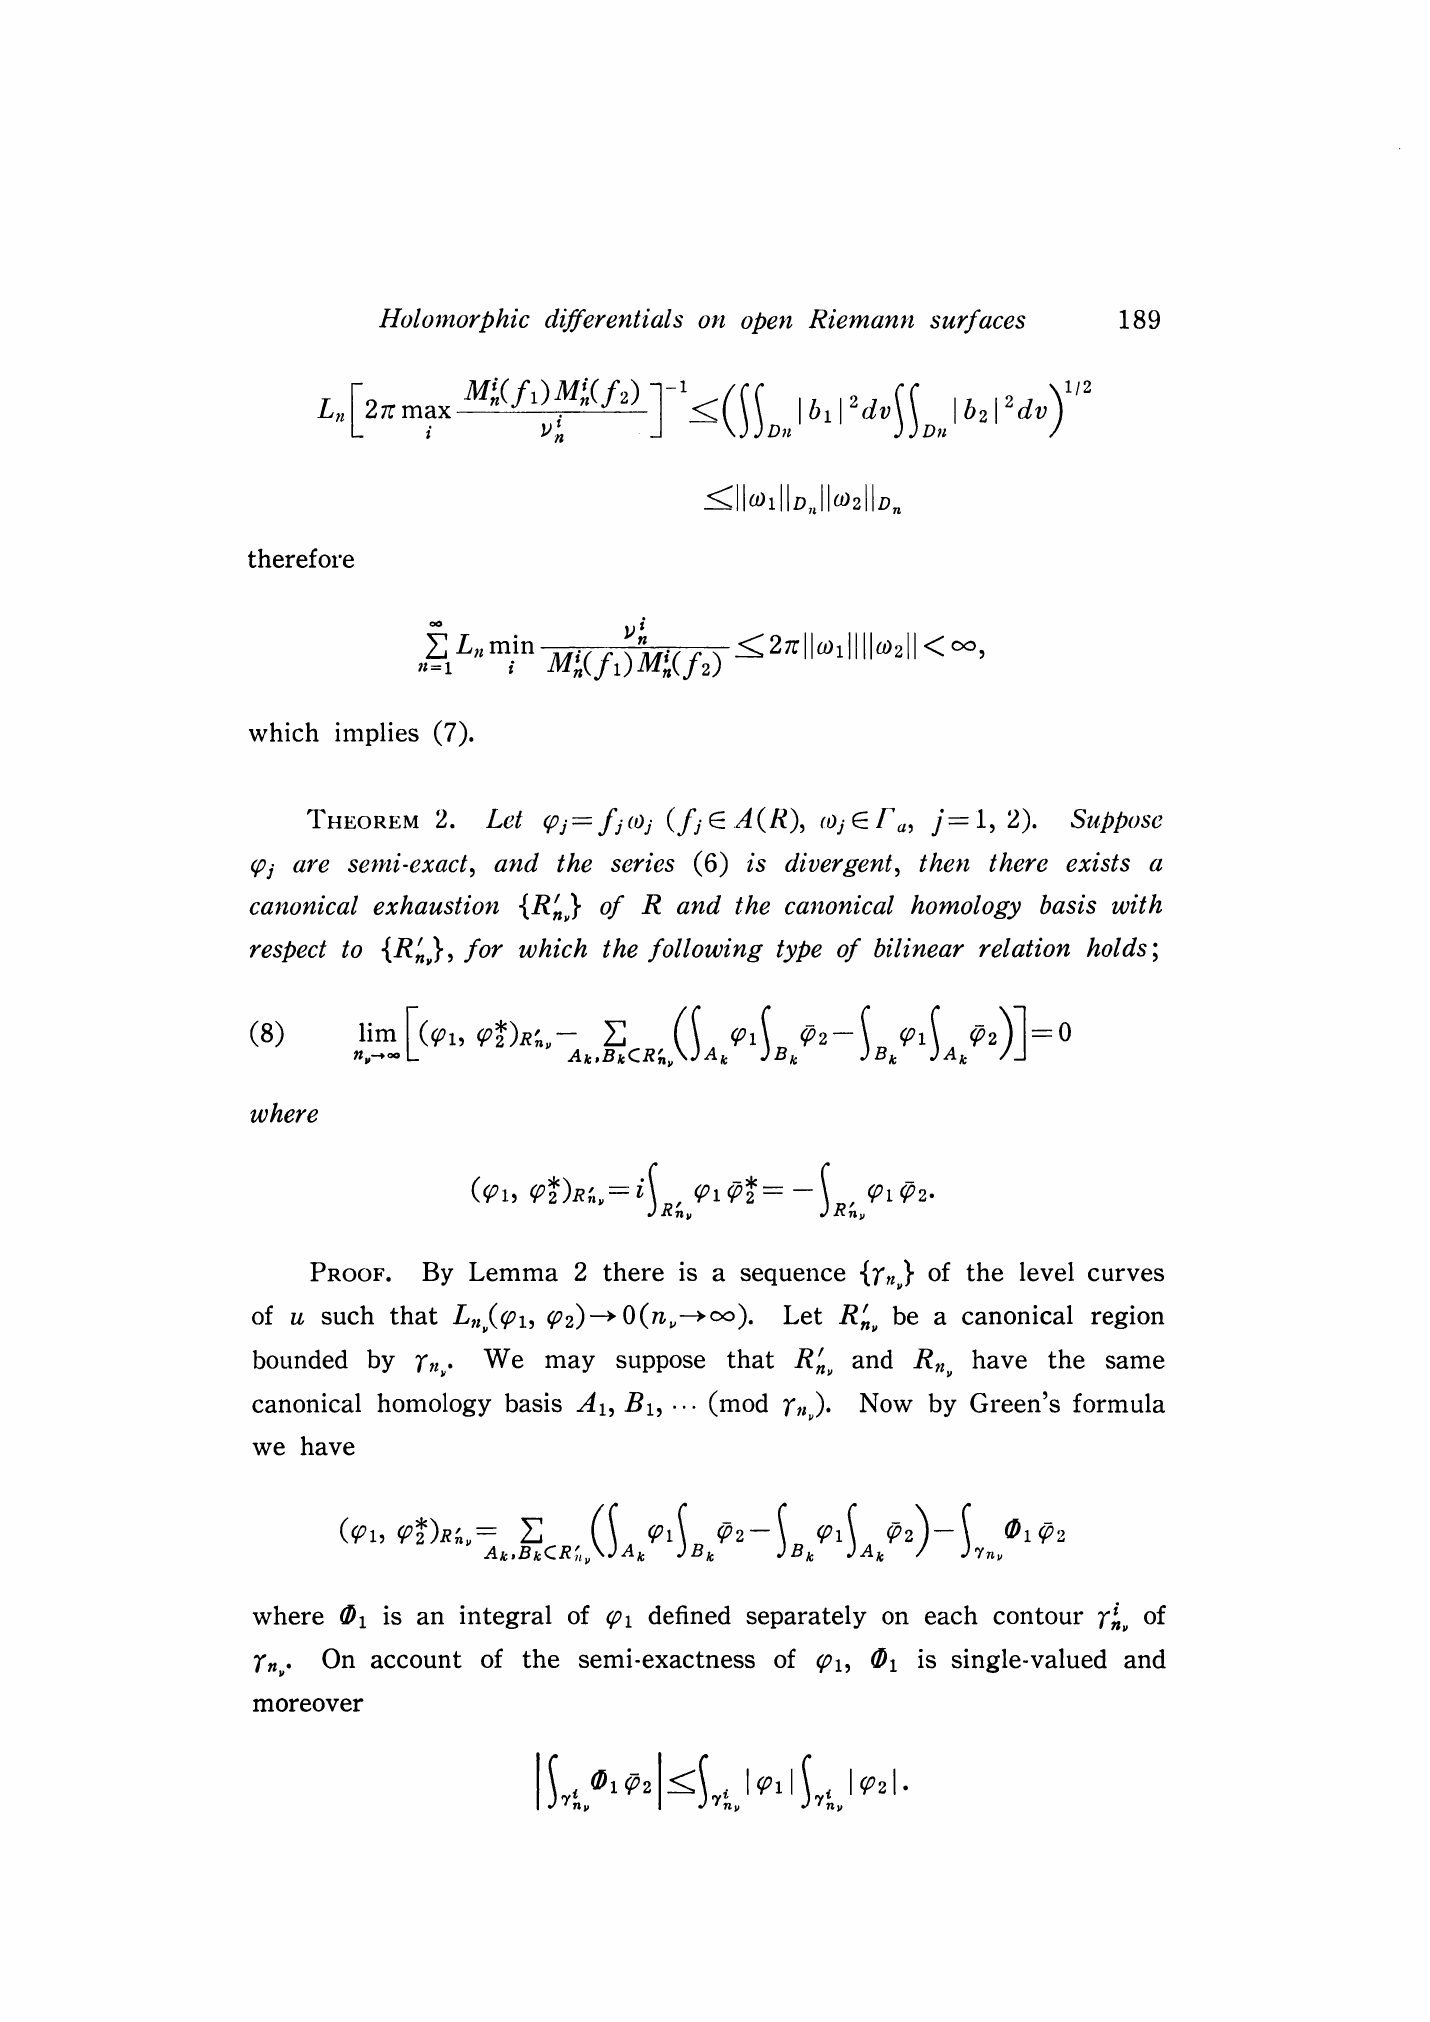 Holomorphic differentials on open Riemann surfaces 189
$L_n\left[2\pi \max_i \frac{M_n^i(f_1)M_n^i(f_2)}{\nu_n^i}\right]^{-1} \leq \left(\iint_{D_n} |b_1|^2 dv \iint_{D_n} |b_2|^2 dv\right)^{1/2}$
$\leq ||\omega_1||_{D_n} ||\omega_2||_{D_n}$
therefore
$\sum_{n=1}^{\infty} L_n \min_i \frac{\nu_n^i}{M_n^i(f_1)M_n^i(f_2)} \leq 2\pi ||\omega_1|| ||\omega_2|| < \infty,$
which implies (7).
THEOREM 2. Let $\varphi_j = f_j\omega_j$ ($f_j \in A(R)$, $\omega_j \in \Gamma_a$, $j=1, 2$). Suppose
$\varphi_j$ are semi-exact, and the series (6) is divergent, then there exists a
canonical exhaustion $\{R'_{n_\nu}\}$ of R and the canonical homology basis with
respect to $\{R'_{n_\nu}\}$, for which the following type of bilinear relation holds;
(8) $\lim_{n_\nu \to \infty} \left[(\varphi_1, \varphi_2^*)_{R'_{n_\nu}} - \sum_{A_k, B_k \subset R'_{n_\nu}} \left(\int_{A_k} \varphi_1 \int_{B_k} \bar{\varphi}_2 - \int_{B_k} \varphi_1 \int_{A_k} \bar{\varphi}_2\right)\right] = 0$
where
$(\varphi_1, \varphi_2^*)_{R'_{n_\nu}} = i\int_{R'_{n_\nu}} \varphi_1 \bar{\varphi}_2^* = -\int_{R'_{n_\nu}} \varphi_1 \bar{\varphi}_2.$
PROOF. By Lemma 2 there is a sequence $\{\gamma_{n_\nu}\}$ of the level curves
of $u$ such that $L_{n_\nu}(\varphi_1, \varphi_2) \to 0 (n_\nu \to \infty)$. Let $R'_{n_\nu}$ be a canonical region
bounded by $\gamma_{n_\nu}$. We may suppose that $R'_{n_\nu}$ and $R_{n_\nu}$ have the same
canonical homology basis $A_1, B_1, \cdots$ (mod $\gamma_{n_\nu}$). Now by Green's formula
we have
$(\varphi_1, \varphi_2^*)_{R'_{n_\nu}} = \sum_{A_k, B_k \subset R'_{n_\nu}} \left(\int_{A_k} \varphi_1 \int_{B_k} \bar{\varphi}_2 - \int_{B_k} \varphi_1 \int_{A_k} \bar{\varphi}_2\right) - \int_{\gamma_{n_\nu}} \Phi_1 \bar{\varphi}_2$
where $\Phi_1$ is an integral of $\varphi_1$ defined separately on each contour $\gamma_{n_\nu}^i$ of
$\gamma_{n_\nu}$. On account of the semi-exactness of $\varphi_1$, $\Phi_1$ is single-valued and
moreover
$\left|\int_{\gamma_{n_\nu}^i} \Phi_1 \bar{\varphi}_2\right| \leq \int_{\gamma_{n_\nu}^i} |\varphi_1| \int_{\gamma_{n_\nu}^i} |\varphi_2|.$